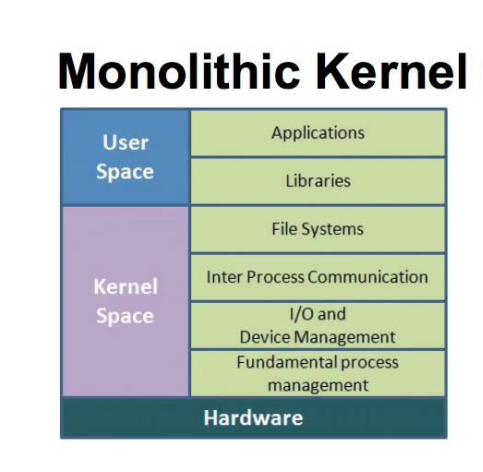 Monolithic Kernel
User
Space
Applications
Libraries
Kernel
Space
File Systems
Inter Process Communication
I/O and
Device Management
Fundamental process
management
Hardware